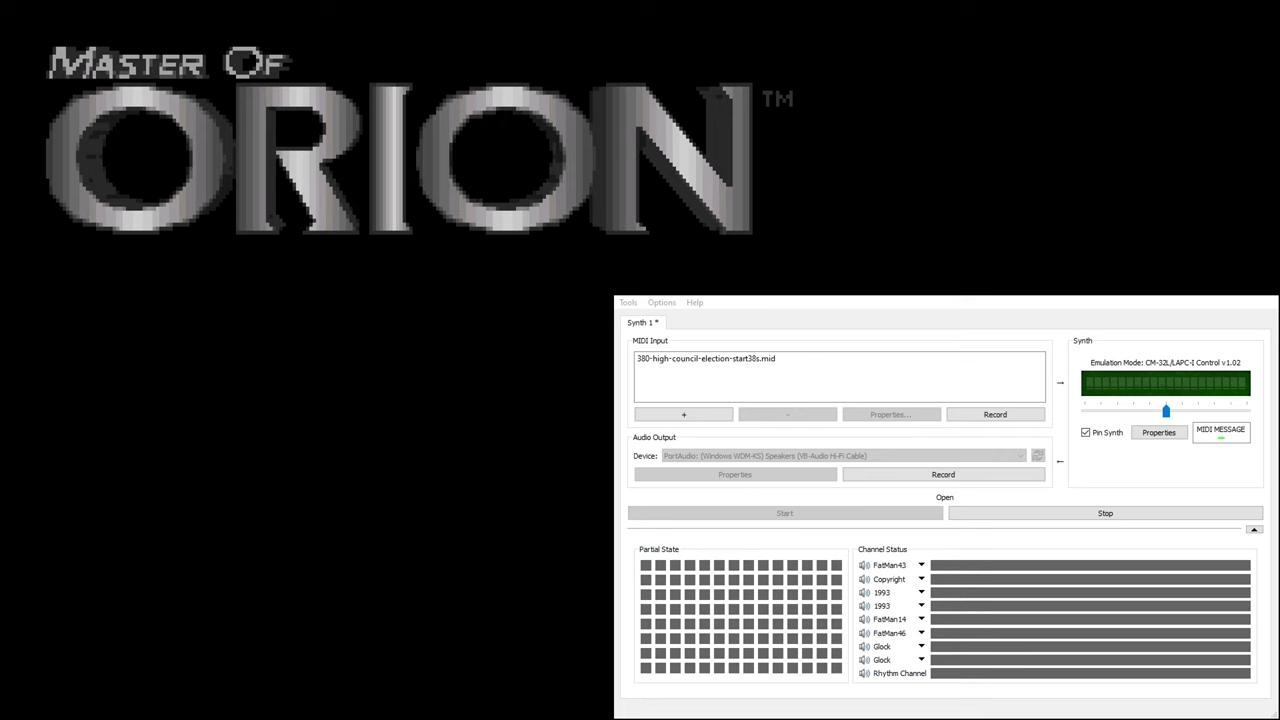 MASTER OF
ORION™
Tools Options Help
Synth 1 *
MIDI Input
380-high-council-election-start38s.mid
+ - Properties... Record
Audio Output
Device: PortAudio: (Windows WDM-KS) Speakers (VB-Audio Hi-Fi Cable)
Properties Record
Synth
Emulation Mode: CM-32L/LAPC-I Control v1.02
Pin Synth Properties MIDI MESSAGE
Open
Start Stop
Partial State
Channel Status
FatMan43
Copyright
1993
1993
FatMan14
FatMan46
Glock
Glock
Rhythm Channel